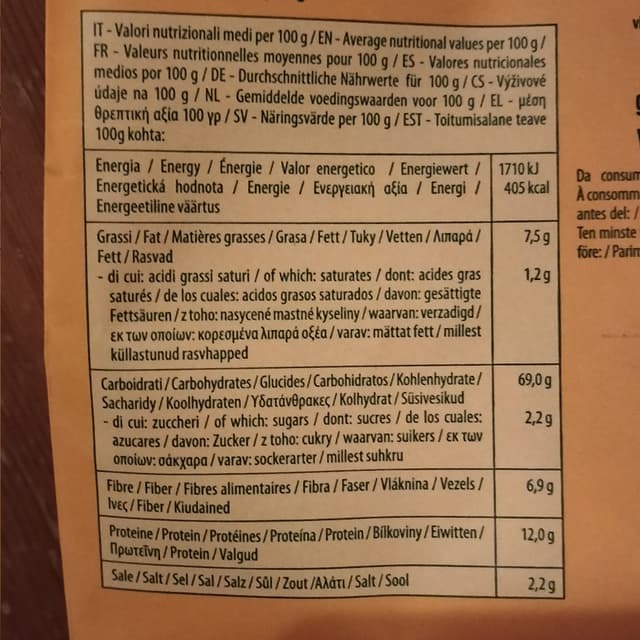 IT - Valori nutrizionali medi per 100 g / EN - Average nutritional values per 100 g /
FR - Valeurs nutritionnelles moyennes pour 100 g / ES - Valores nutricionales
medios por 100 g / DE - Durchschnittliche Nährwerte für 100 g / CS - Výživové
údaje na 100 g / NL - Gemiddelde voedingswaarden voor 100 g / EL - μέση
θρεπτική αξία 100 γρ / SV - Näringsvärde per 100 g / EST - Toitumisalane teave
100g kohta:
Energia / Energy / Énergie / Valor energetico / Energiewert / 1710 kJ
Energetická hodnota / Energie / Ενεργειακή αξία / Energi / 405 kcal
Energeetiline väärtus
Grassi / Fat / Matières grasses / Grasa / Fett / Tuky / Vetten / Λιπαρά / 7,5 g
Fett / Rasvad
- di cui: acidi grassi saturi / of which: saturates / dont: acides gras 1,2 g
saturés / de los cuales: acidos grasos saturados / davon: gesättigte
Fettsäuren / z toho: nasycené mastné kyseliny / waarvan: verzadigd /
εκ των οποίων: κορεσμένα λιπαρά οξέα / varav: mättat fett / millest
küllastunud rasvhapped
Carboidrati / Carbohydrates / Glucides / Carbohidratos / Kohlenhydrate / 69,0 g
Sacharidy / Koolhydraten / Υδατάνθρακες / Kolhydrat / Süsivesikud
- di cui: zuccheri / of which: sugars / dont: sucres / de los cuales: 2,2 g
azucares / davon: Zucker / z toho: cukry / waarvan: suikers / εκ των
οποίων: σάκχαρα / varav: sockerarter / millest suhkru
Fibre / Fiber / Fibres alimentaires / Fibra / Faser / Vláknina / Vezels / 6,9 g
Ίνες / Fiber / Kiudained
Proteine / Protein / Protéines / Proteína / Protein / Bílkoviny / Eiwitten / 12,0 g
Πρωτεΐνη / Protein / Valgud
Sale / Salt / Sel / Sal / Salz / Sůl / Zout / Αλάτι / Salt / Sool 2,2 g
Da consum
À consomm
antes del: /
Ten minste
före: / Parim